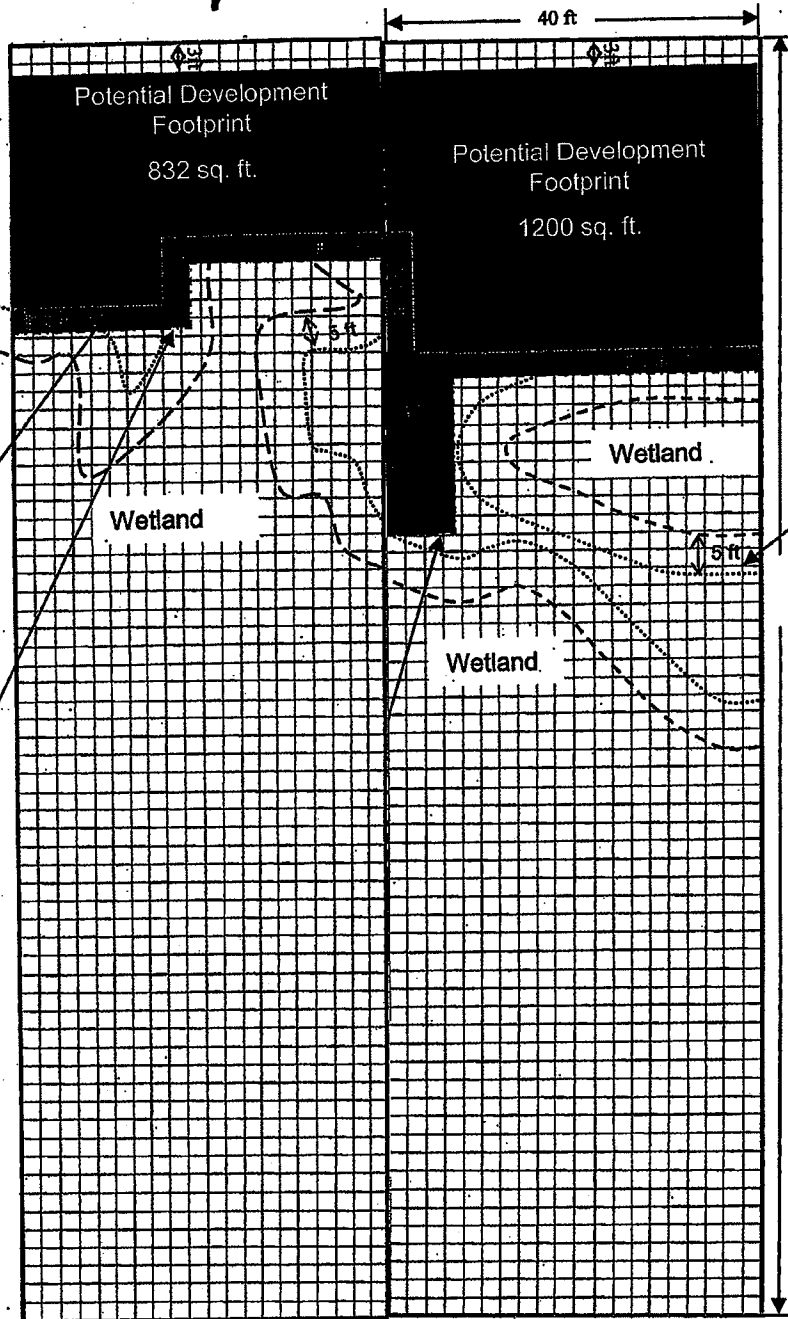 40 ft
3ft
3ft
Potential Development
Footprint
832 sq. ft.
Potential Development
Footprint
1200 sq. ft.
5 ft
Wetland
Wetland
5 ft
Wetland